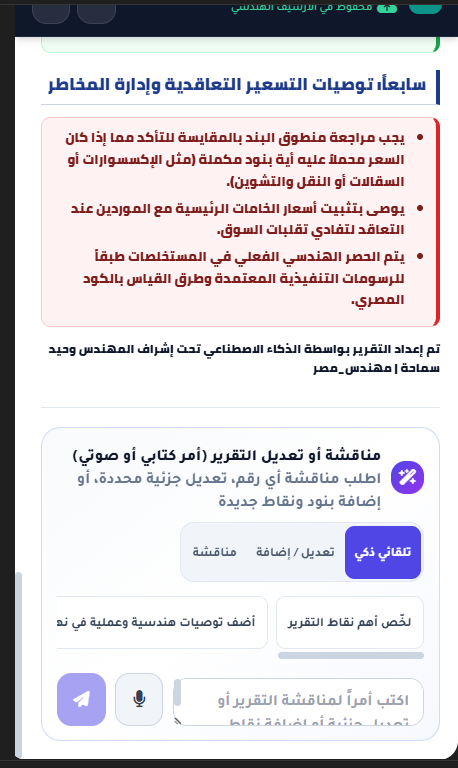 محفوظ في الأرشيف الهندسي
سابعاً: توصيات التسعير التعاقدية وإدارة المخاطر
• يجب مراجعة منطوق البند بالمقايسة للتأكد مما إذا كان
السعر محملاً عليه أية بنود مكملة (مثل الإكسسوارات أو
السقالات أو النقل والتشوين).
• يوصى بتثبيت أسعار الخامات الرئيسية مع الموردين عند
التعاقد لتفادي تقلبات السوق.
• يتم الحصر الهندسي الفعلي في المستخلصات طبقاً
للرسومات التنفيذية المعتمدة وطرق القياس بالكود
المصري.
تم إعداد التقرير بواسطة الذكاء الاصطناعي تحت إشراف المهندس وحيد
سماحة | مهندس_مصر
مناقشة أو تعديل التقرير (أمر كتابي أو صوتي)
اطلب مناقشة أي رقم، تعديل جزئية محددة، أو
إضافة بنود ونقاط جديدة
تلقائي ذكي
تعديل / إضافة
مناقشة
لخّص أهم نقاط التقرير
أضف توصيات هندسية وعملية في
اكتب أمراً لمناقشة التقرير أو
تعديل جزئية أو إضافة نقاط